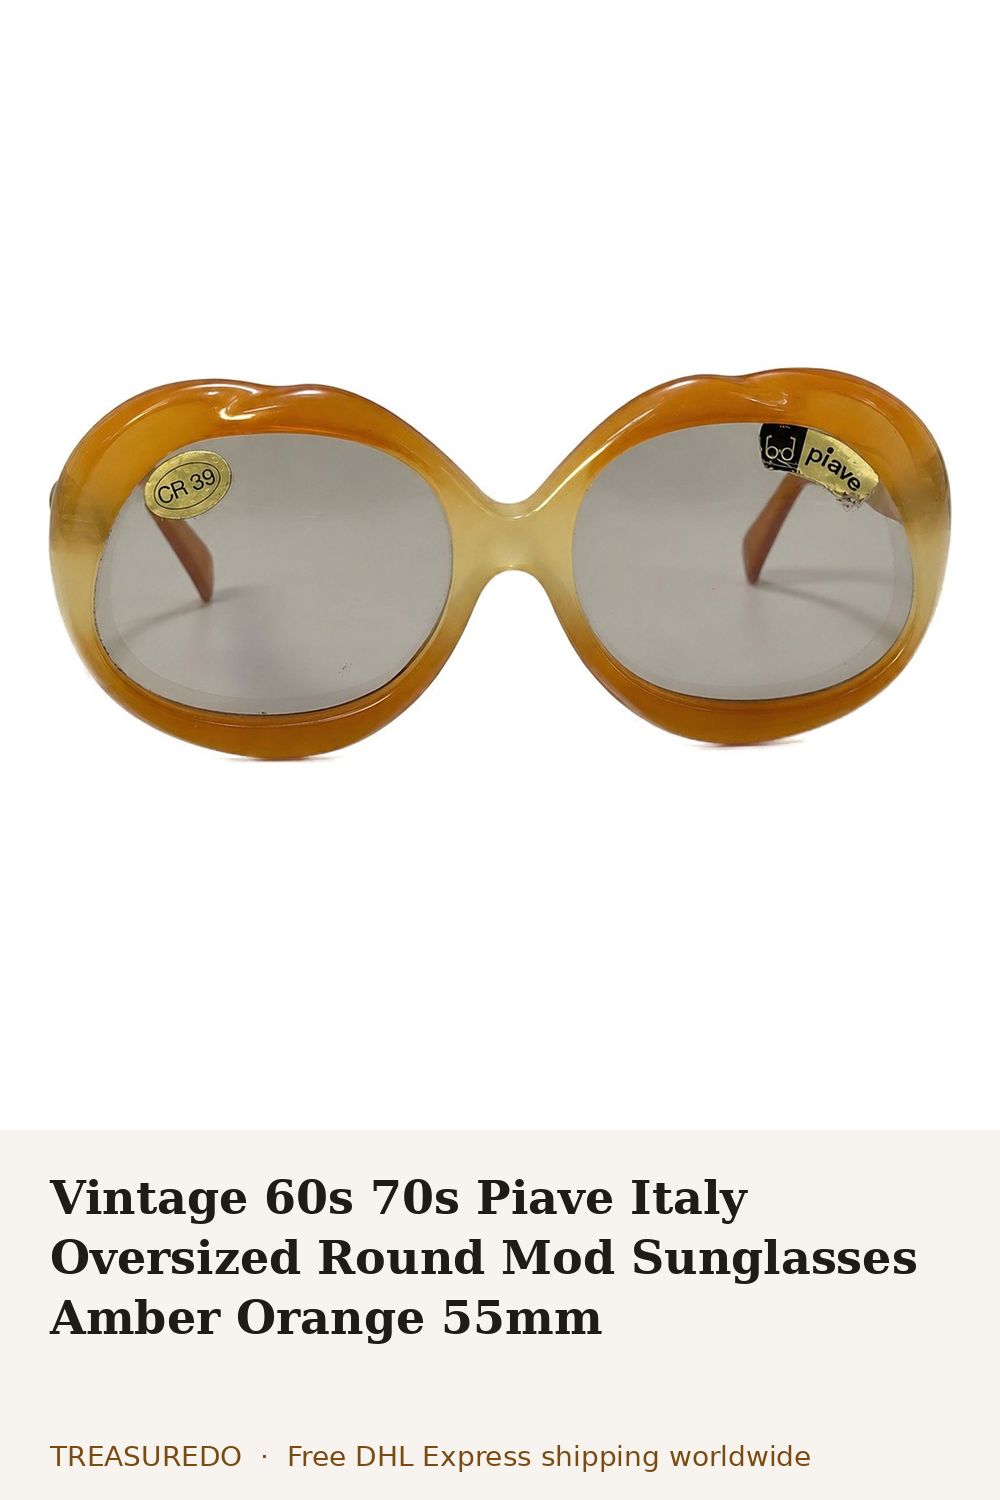 CR 39
bd piave
Vintage 60s 70s Piave Italy
Oversized Round Mod Sunglasses
Amber Orange 55mm
TREASUREDO · Free DHL Express shipping worldwide